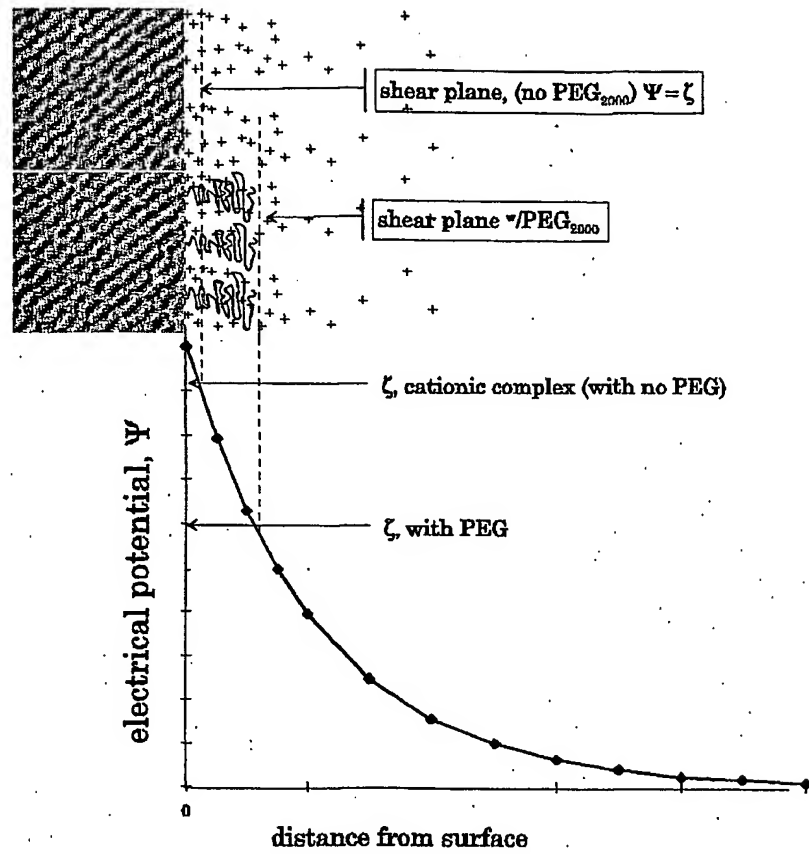 shear plane, (no PEG₂₀₀₀) Ψ = ζ
shear plane w/PEG₂₀₀₀
ζ, cationic complex (with no PEG)
ζ, with PEG
electrical potential, Ψ
0
distance from surface